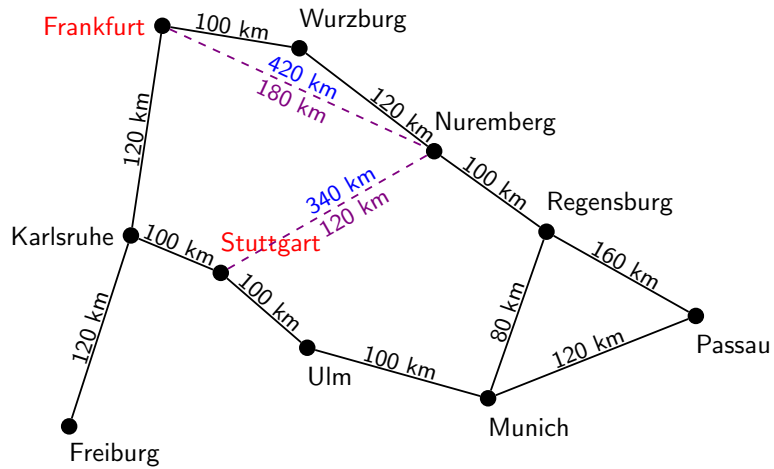 Wurzburg
Frankfurt
100 km
420 km
180 km
120 km
Nuremberg
120 km
100 km
340 km
120 km
Regensburg
Karlsruhe
100 km
Stuttgart
160 km
100 km
80 km
120 km
100 km
120 km
Passau
Ulm
Munich
Freiburg